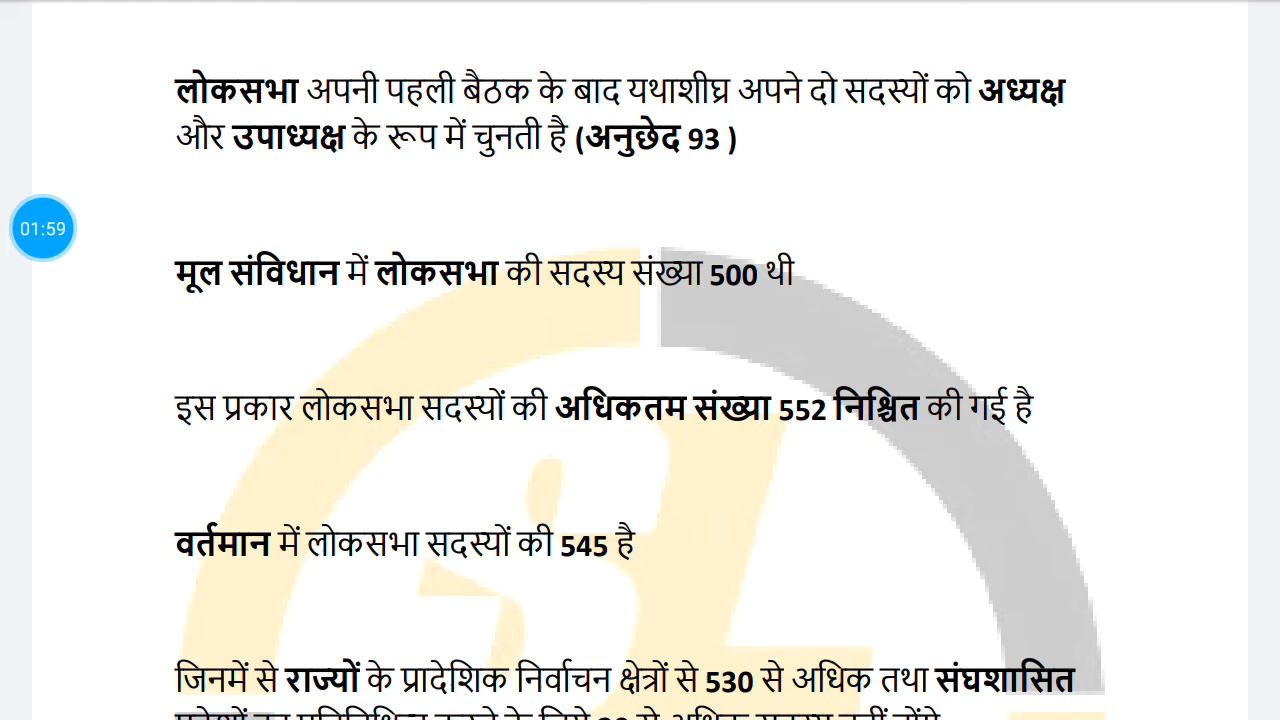 लोकसभा अपनी पहली बैठक के बाद यथाशीघ्र अपने दो सदस्यों को अध्यक्ष
और उपाध्यक्ष के रूप में चुनती है (अनुछेद 93 )
01:59
मूल संविधान में लोकसभा की सदस्य संख्या 500 थी
इस प्रकार लोकसभा सदस्यों की अधिकतम संख्या 552 निश्चित की गई है
वर्तमान में लोकसभा सदस्यों की 545 है
जिनमें से राज्यों के प्रादेशिक निर्वाचन क्षेत्रों से 530 से अधिक तथा संघशासित